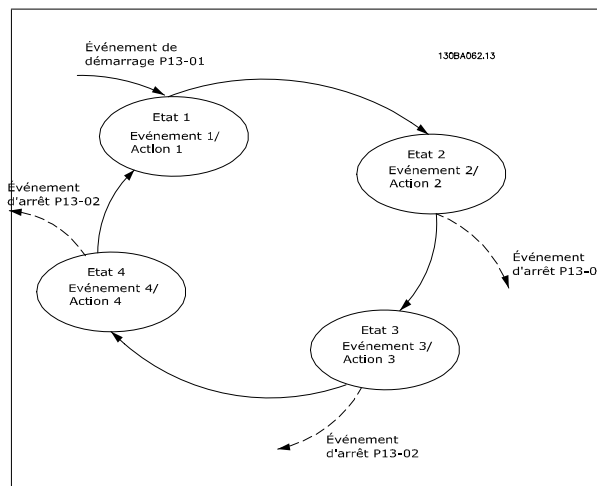 Événement de
démarrage P13-01
130BA062.13
Etat 1
Evénement 1/
Action 1
Etat 2
Evénement 2/
Action 2
Événement
d'arrêt P13-02
Événement
d'arrêt P13-0
Etat 4
Evénement 4/
Action 4
Etat 3
Evénement 3/
Action 3
Événement
d'arrêt P13-02